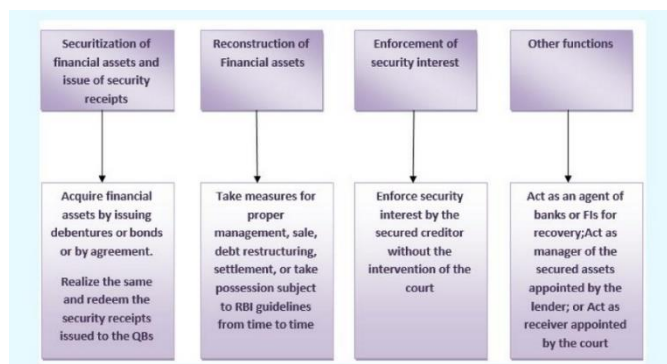 Securitization of
financial assets and
issue of security
receipts
Reconstruction of
Financial assets
Enforcement of
security interest
Other functions
Acquire financial
assets by issuing
debentures or bonds
or by agreement.
Realize the same
and redeem the
security receipts
issued to the QBs
Take measures for
proper
management, sale,
debt restructuring,
settlement, or take
possession subject
to RBI guidelines
from time to time
Enforce security
interest by the
secured creditor
without the
intervention of the
court
Act as an agent of
banks or FIs for
recovery;Act as
manager of the
secured assets
appointed by the
lender; or Act as
receiver appointed
by the court